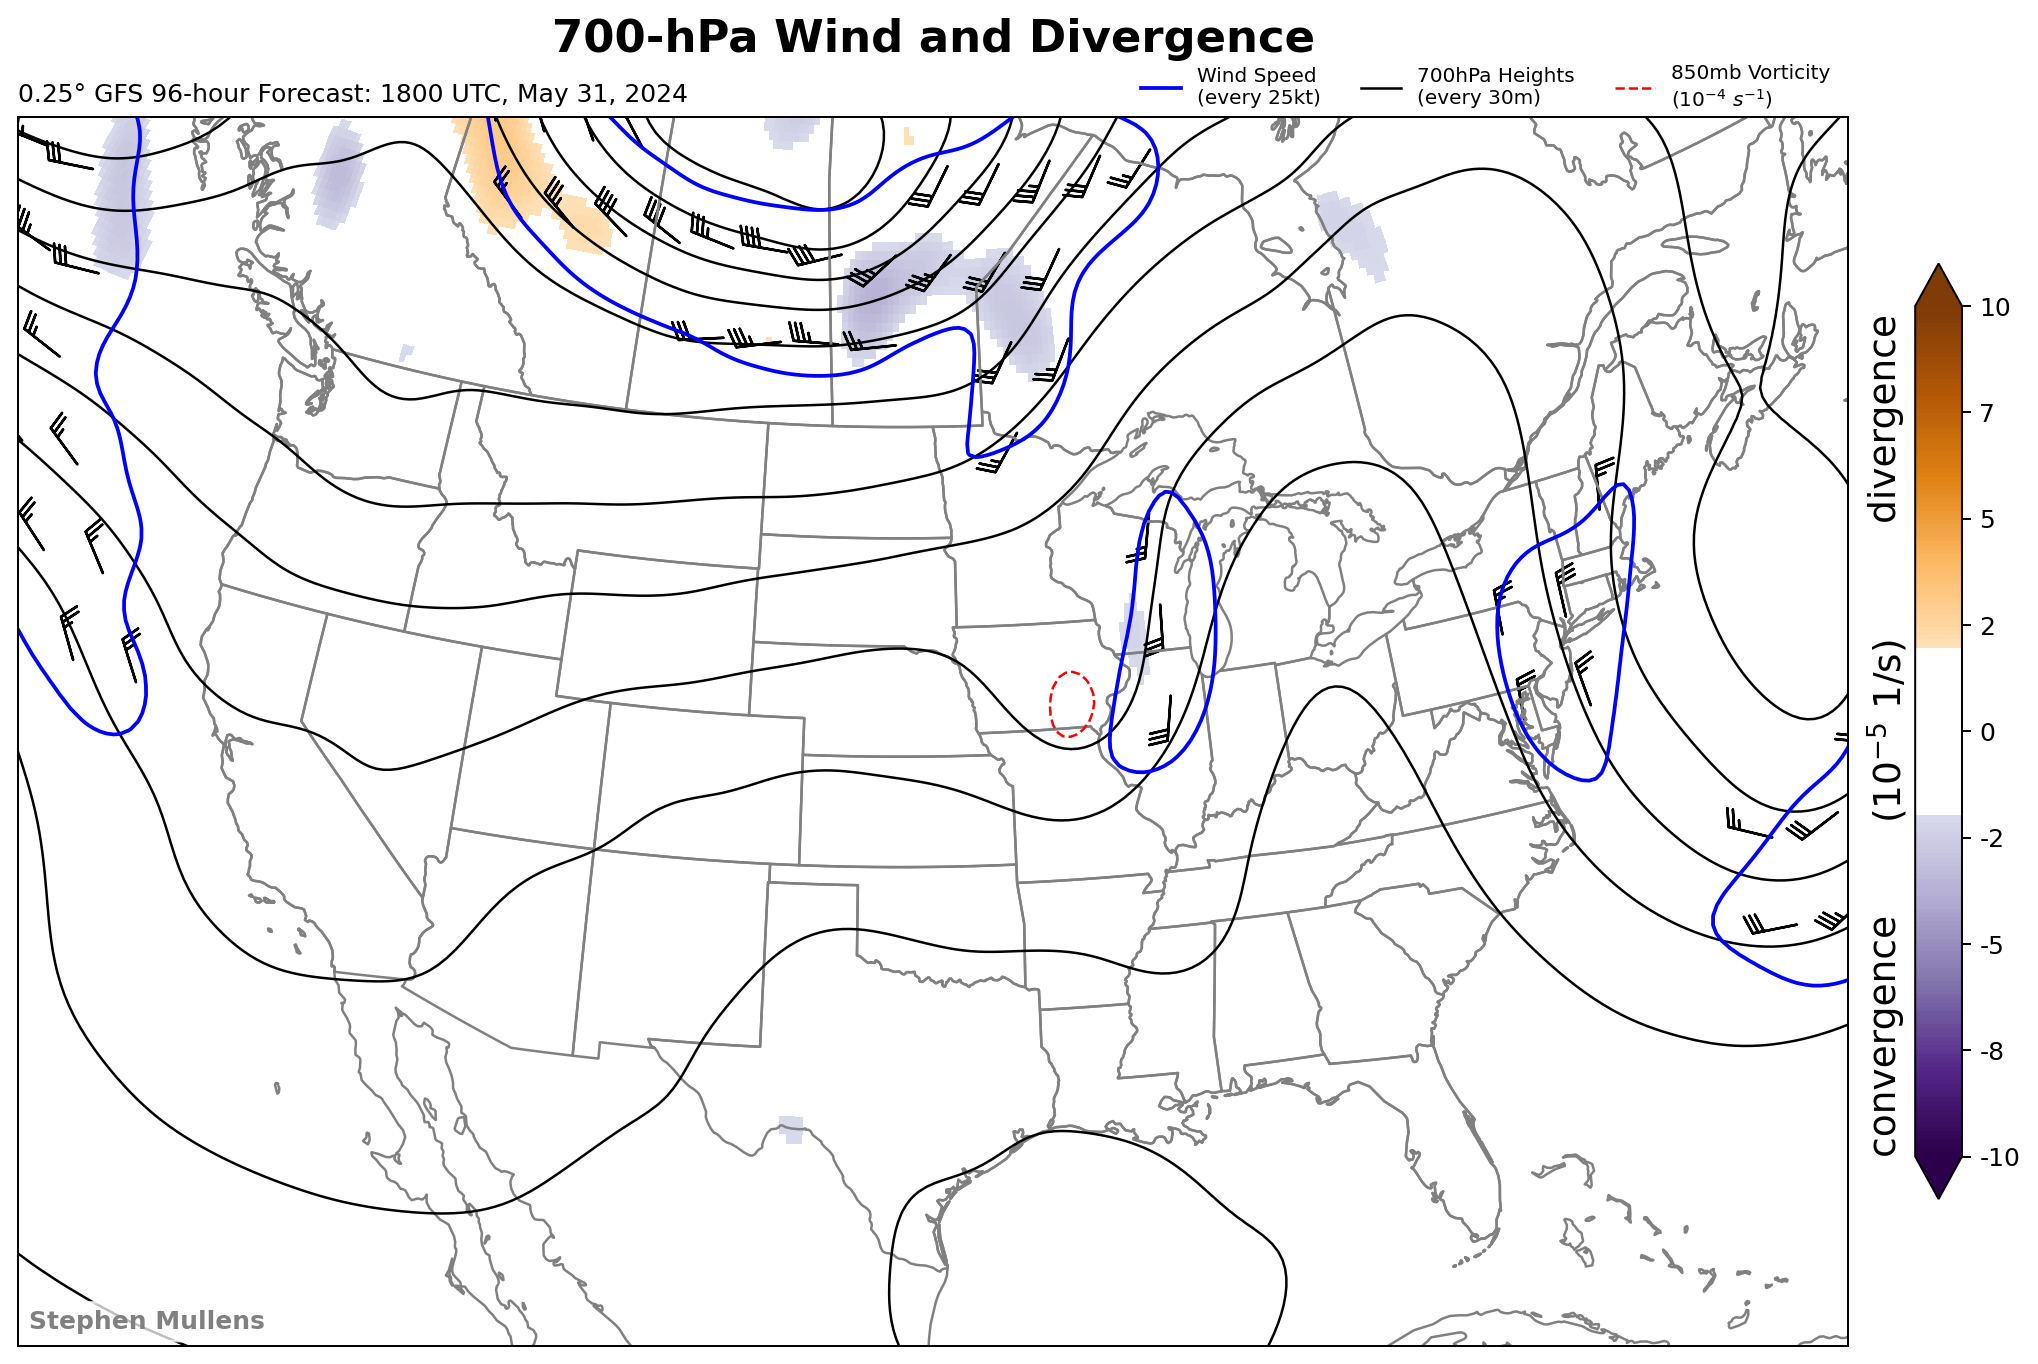 700-hPa Wind and Divergence
0.25° GFS 96-hour Forecast: 1800 UTC, May 31, 2024
Wind Speed
(every 25kt)
700hPa Heights
(every 30m)
850mb Vorticity
(10⁻⁴ s⁻¹)
10
7
5
2
0
-2
-5
-8
-10
convergence (10⁻⁵ 1/s) divergence
Stephen Mullens